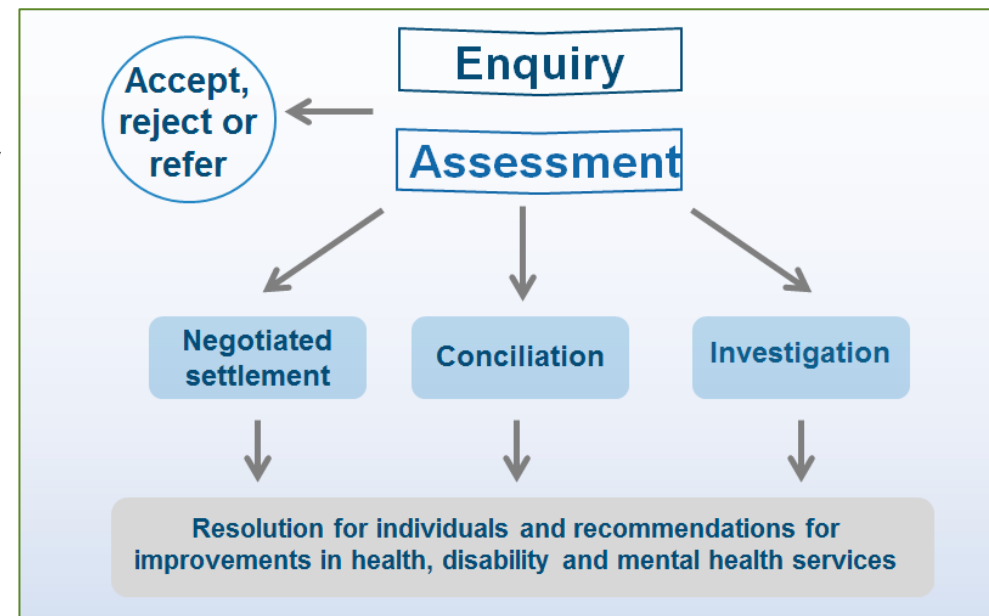 Enquiry
Accept,
reject or
refer
Assessment
Negotiated
settlement
Conciliation
Investigation
Resolution for individuals and recommendations for
improvements in health, disability and mental health services